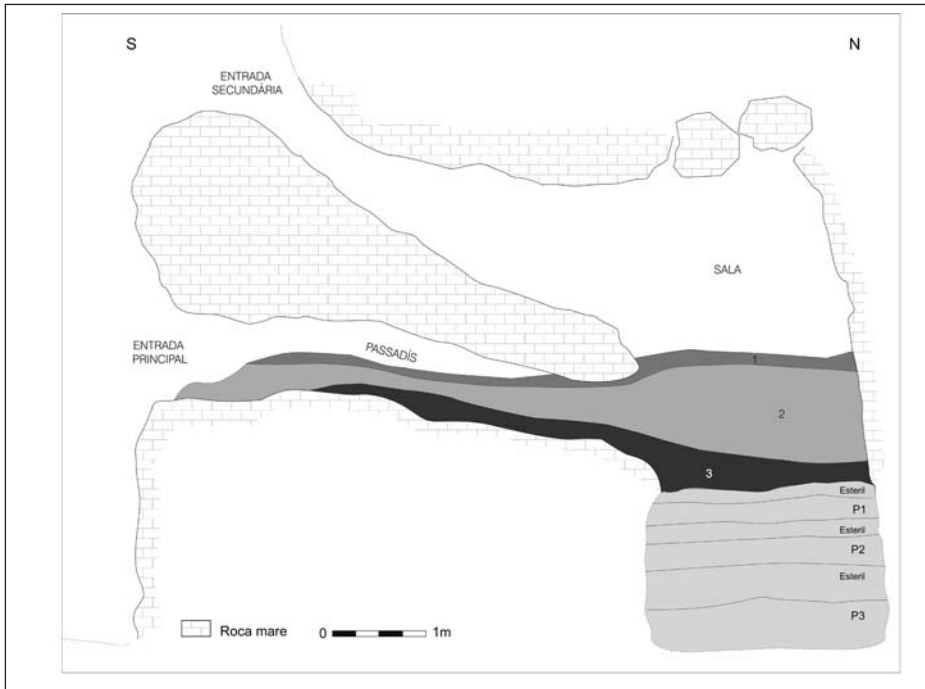 S
N
ENTRADA
SECUNDÀRIA
SALA
ENTRADA
PRINCIPAL
PASSADÍS
1
2
3
Esteril
P1
Esteril
P2
Esteril
P3
Roca mare
0
1m